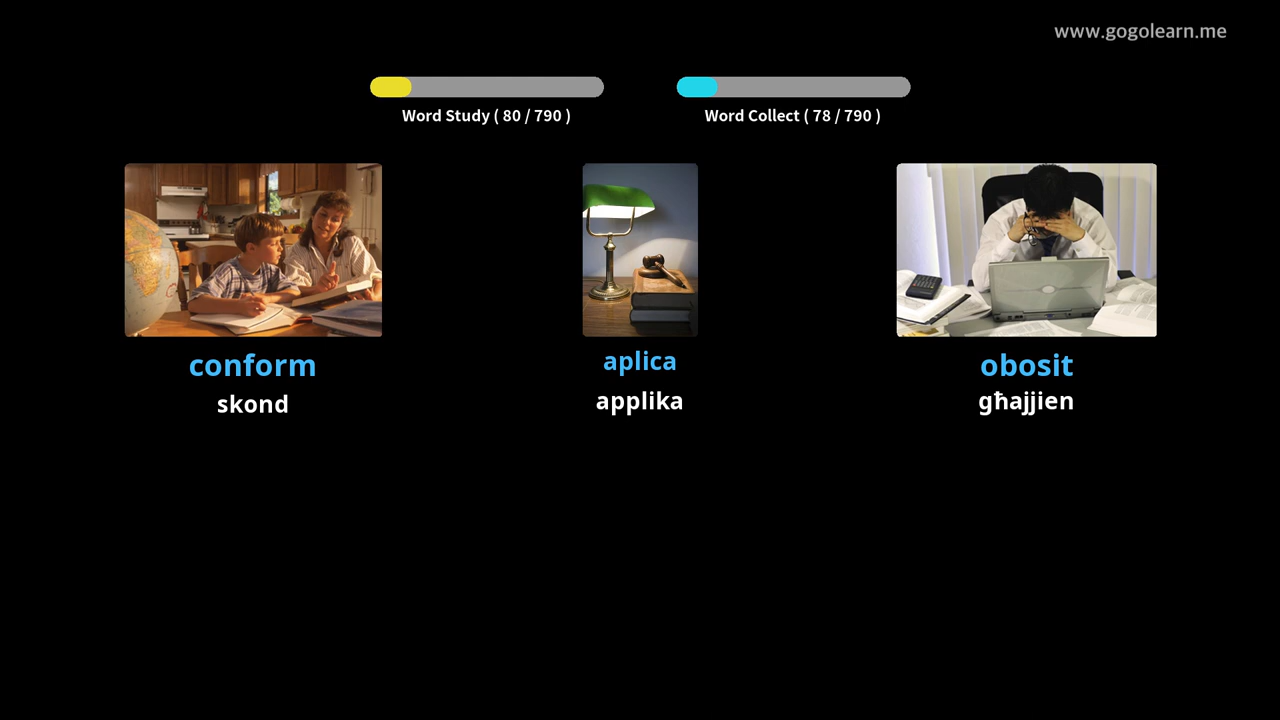 www.gogolearn.me
Word Study ( 80 / 790 )
Word Collect ( 78 / 790 )
conform
skond
aplica
applika
obosit
għajjien